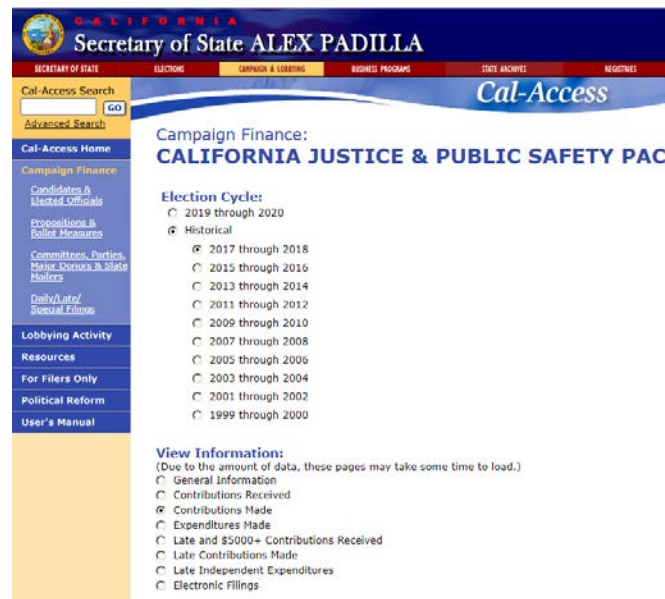 CALIFORNIA
Secretary of State ALEX PADILLA
SECRETARY OF STATE ELECTIONS CAMPAIGN & LOBBYING BUSINESS PROGRAMS STATE ARCHIVES REGISTRIES
Cal-Access Search
GO
Advanced Search
Cal-Access Home
Campaign Finance
Candidates &
Elected Officials
Propositions &
Ballot Measures
Committees, Parties,
Major Donors & Slate
Mailers
Daily/Late/
Special Filings
Lobbying Activity
Resources
For Filers Only
Political Reform
User's Manual
Cal-Access
Campaign Finance:
CALIFORNIA JUSTICE & PUBLIC SAFETY PAC
Election Cycle:
2019 through 2020
Historical
2017 through 2018
2015 through 2016
2013 through 2014
2011 through 2012
2009 through 2010
2007 through 2008
2005 through 2006
2003 through 2004
2001 through 2002
1999 through 2000
View Information:
(Due to the amount of data, these pages may take some time to load.)
General Information
Contributions Received
Contributions Made
Expenditures Made
Late and $5000+ Contributions Received
Late Contributions Made
Late Independent Expenditures
Electronic Filings